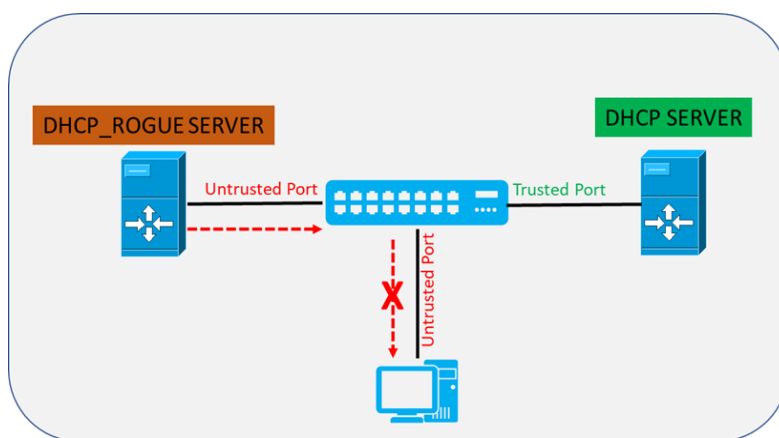 DHCP_ROGUE SERVER
DHCP SERVER
Untrusted Port
Trusted Port
Untrusted Port
X